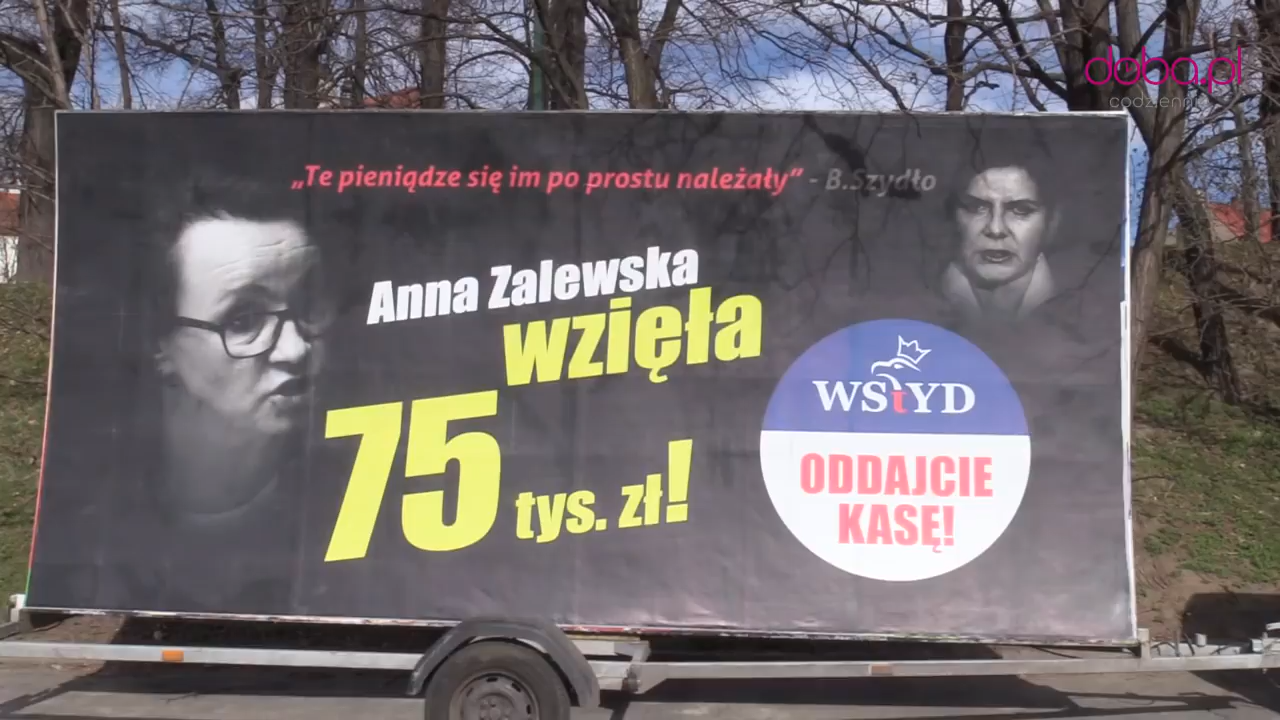 doba.pl
codziennie
„Te pieniądze się im po prostu należały” - B.Szydło
Anna Zalewska
wzięła
75 tys. zł!
WStYD
ODDAJCIE
KASĘ!